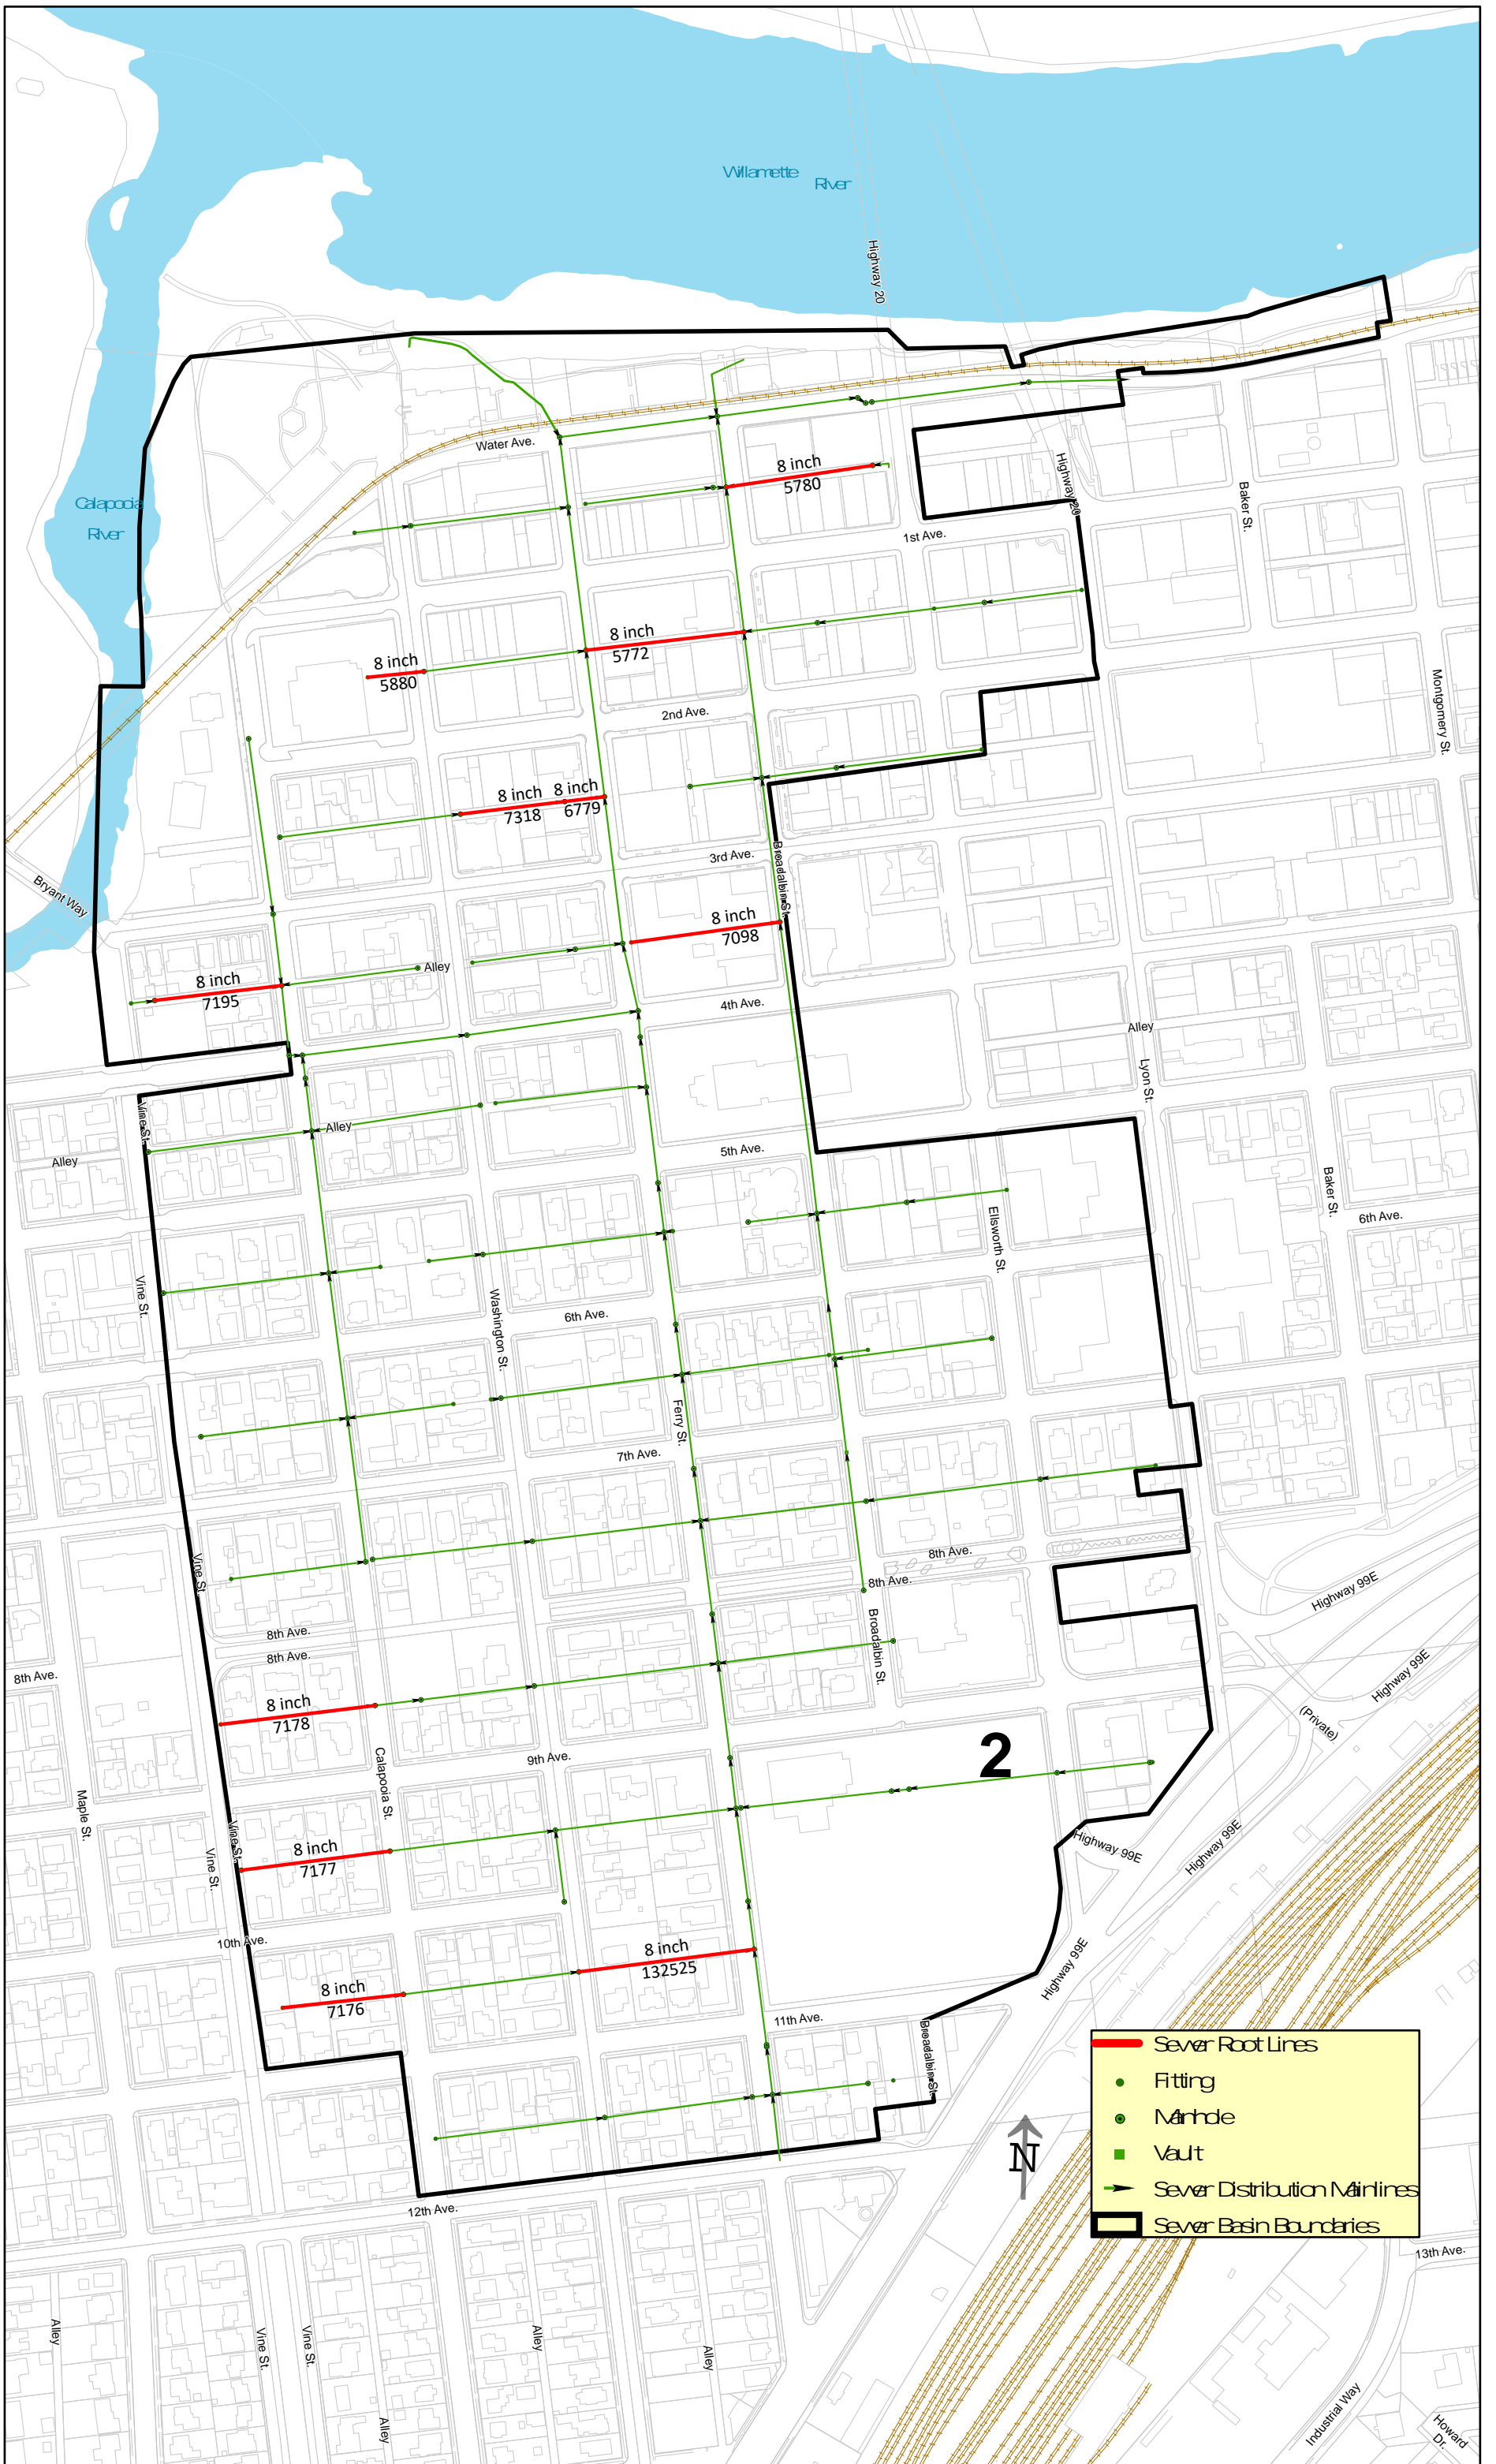 Willamette
River
Highway 20
Water Ave.
8 inch
5780
Highway 20
Calapooia
River
Baker St.
1st Ave.
8 inch
5772
8 inch
5880
2nd Ave.
Montgomery St.
8 inch
7318
8 inch
6779
3rd Ave.
Broadalbin St.
Bryant Way
8 inch
7098
Alley
8 inch
7195
4th Ave.
Alley
Lyon St.
Vine St.
Alley
Alley
5th Ave.
Baker St.
6th Ave.
Ellsworth St.
Vine St.
Washington St.
6th Ave.
Ferry St.
7th Ave.
8th Ave.
Vine St.
8th Ave.
Highway 99E
8th Ave.
Broadalbin St.
8th Ave.
8th Ave.
Highway 99E
8 inch
7178
(Private)
2
9th Ave.
Calapooia St.
Maple St.
Vine St.
Vine St.
8 inch
7177
Highway 99E
Highway 99E
10th Ave.
8 inch
132525
Highway 99E
8 inch
7176
11th Ave.
Broadalbin St.
Sewer Root Lines
Fitting
Manhole
Vault
Sewer Distribution Mainlines
Sewer Basin Boundaries
N
12th Ave.
13th Ave.
Alley
Vine St.
Vine St.
Alley
Alley
Alley
Industrial Way
Howard
Dr.